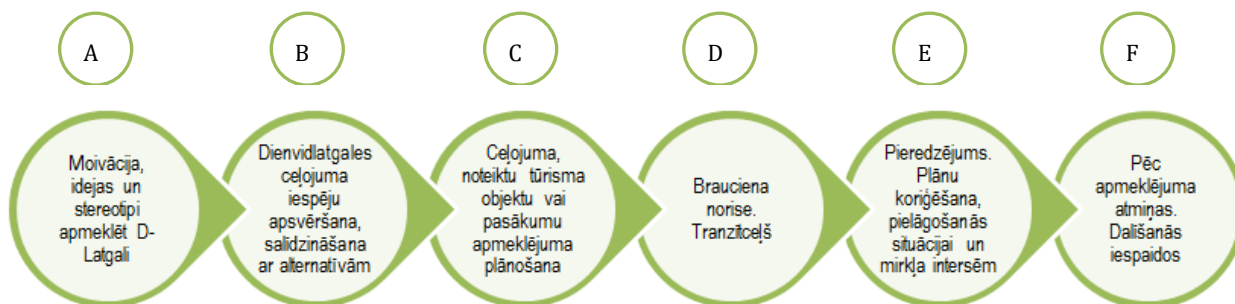 A
B
C
D
E
F
Moivācija,
idejas un
stereotipi
apmeklēt D-
Latgali
Dienvidlatgales
ceļojuma
iespēju
apsvēršana,
salīdzināšana
ar alternatīvām
Ceļojuma,
noteiktu tūrisma
objektu vai
pasākumu
apmeklējuma
plānošana
Brauciena
norise.
Tranzītceļš
Pieredzējums.
Plānu
koriģēšana,
pielāgošanās
situācijai un
mirkļa intersēm
Pēc
apmeklējuma
atmiņas.
Dališanās
iespaidos